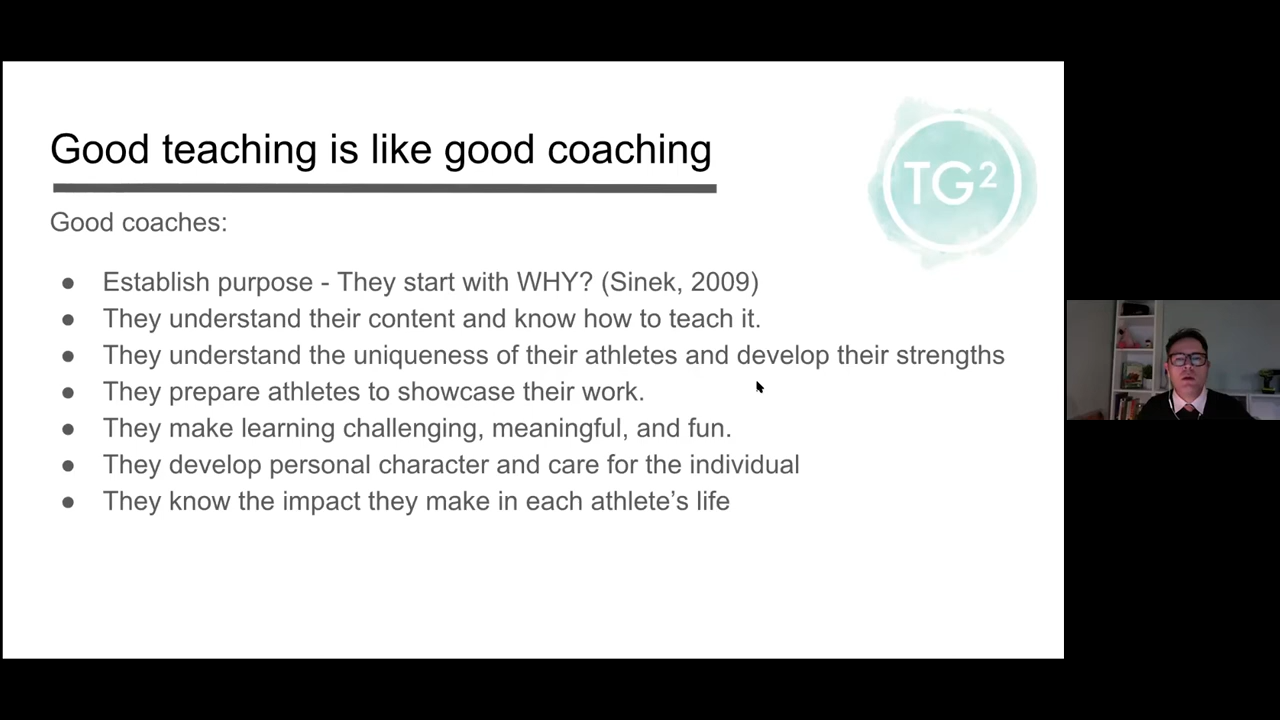 Good teaching is like good coaching
TG²
Good coaches:
● Establish purpose - They start with WHY? (Sinek, 2009)
● They understand their content and know how to teach it.
● They understand the uniqueness of their athletes and develop their strengths
● They prepare athletes to showcase their work.
● They make learning challenging, meaningful, and fun.
● They develop personal character and care for the individual
● They know the impact they make in each athlete’s life